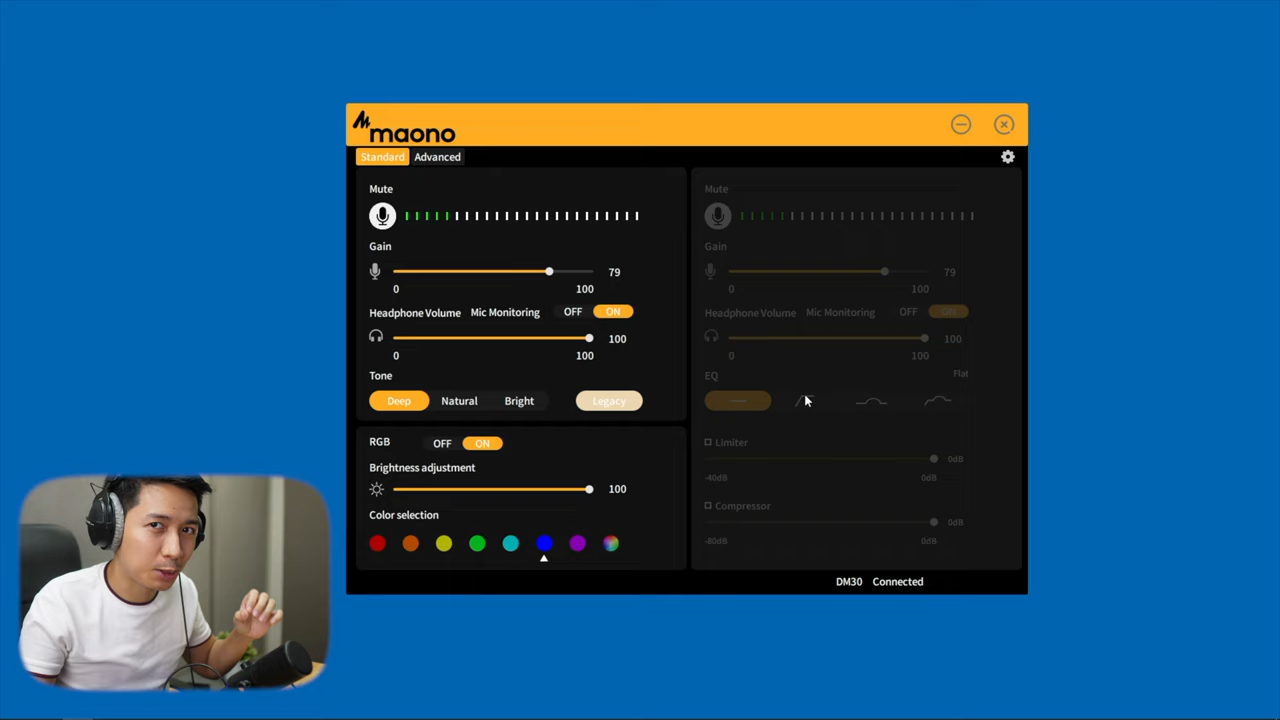 maono
Standard Advanced
Mute
Gain
79
0 100
Headphone Volume Mic Monitoring OFF ON
100
0 100
Tone
Deep Natural Bright Legacy
RGB OFF ON
Brightness adjustment
100
Color selection
Mute
Gain
79
0 100
Headphone Volume Mic Monitoring OFF ON
100
0 100
EQ Flat
Limiter
0dB
-40dB 0dB
Compressor
0dB
-80dB 0dB
DM30 Connected